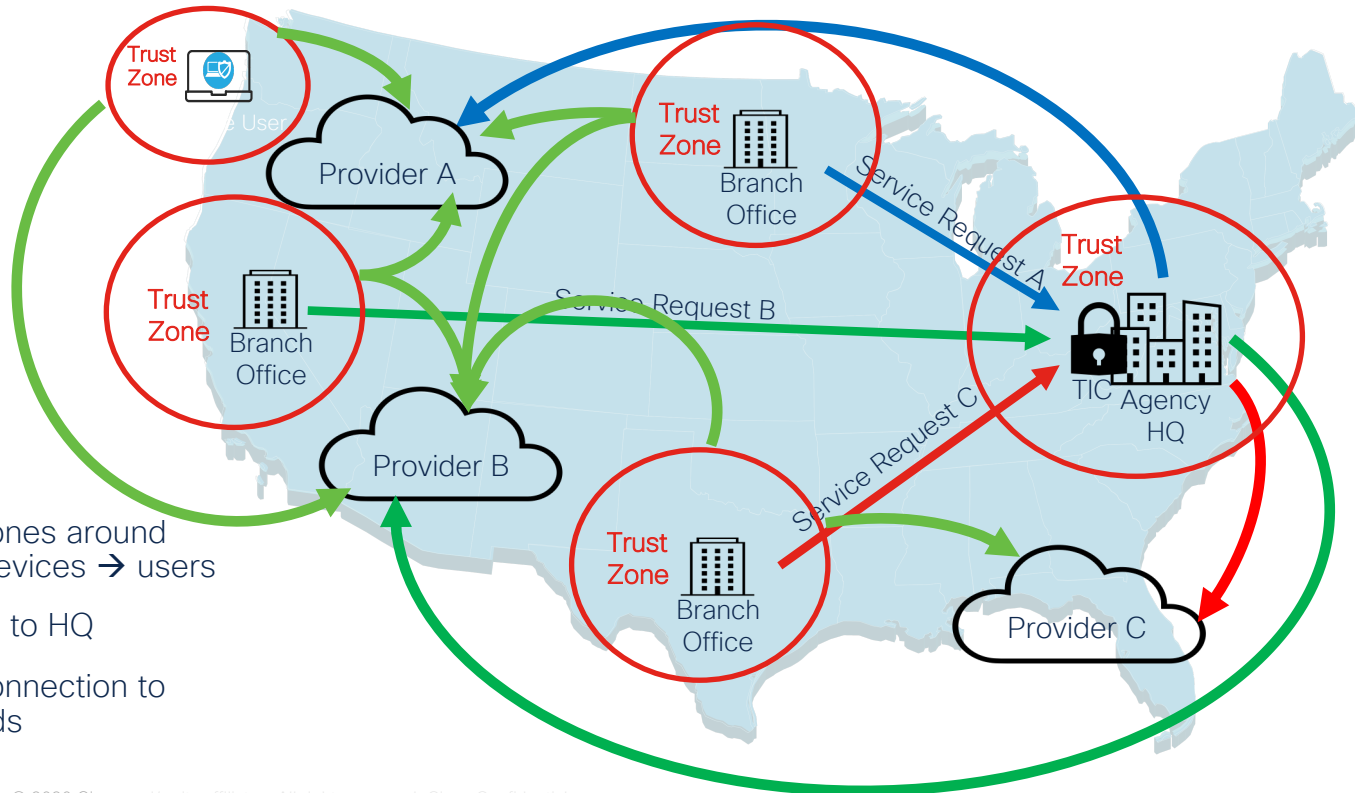 Trust
Zone
e User
Provider A
Trust
Zone
Branch
Office
Service Request A
Trust
Zone
TIC
Agency
HQ
Trust
Zone
Branch
Office
Service Request B
Provider B
Service Request C
Trust
Zone
Branch
Office
Provider C
ones around
evices → users
to HQ
onnection to
ds